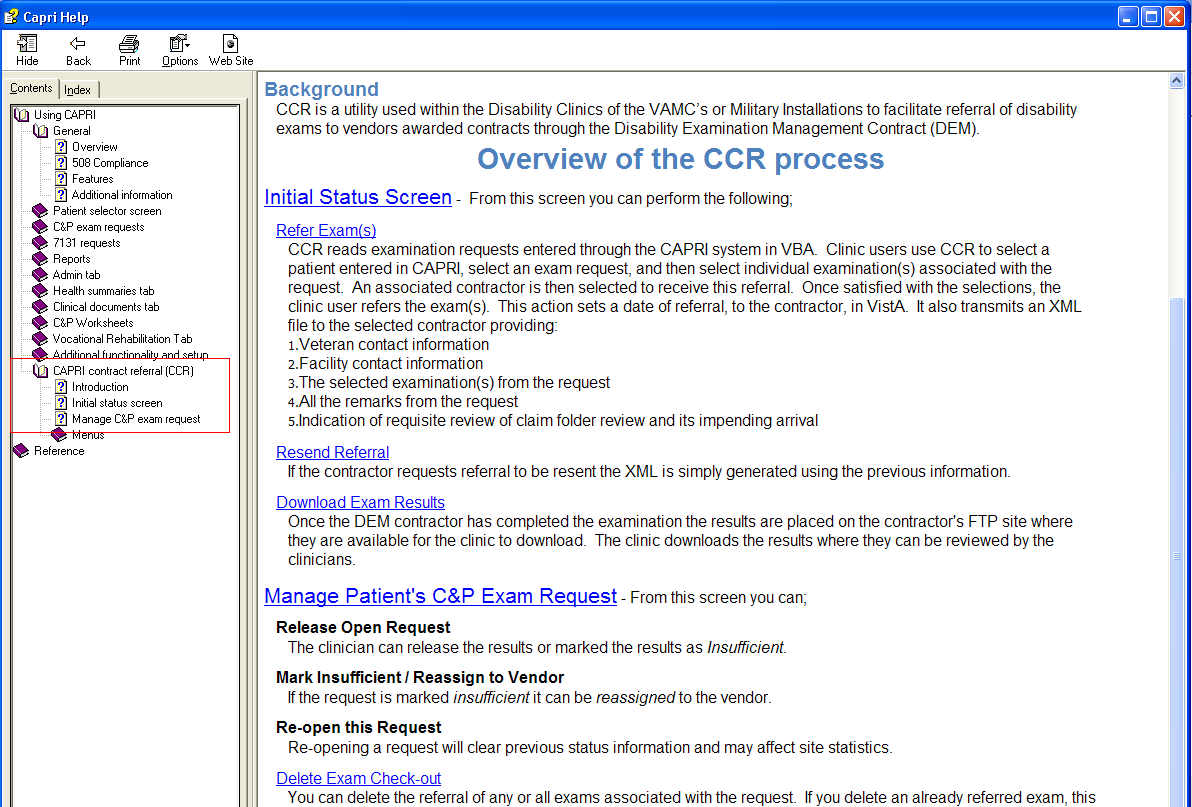 Capri Help
Hide
Back
Print
Options
Web Site
Contents
Index
Using CAPRI
General
Overview
508 Compliance
Features
Additional information
Patient selector screen
C&P exam requests
7131 requests
Reports
Admin tab
Health summaries tab
Clinical documents tab
C&P Worksheets
Vocational Rehabilitation Tab
Additional functionality and setup
CAPRI contract referral (CCR)
Introduction
Initial status screen
Manage C&P exam request
Menus
Reference
Background
CCR is a utility used within the Disability Clinics of the VAMC's or Military Installations to facilitate referral of disability
exams to vendors awarded contracts through the Disability Examination Management Contract (DEM).
Overview of the CCR process
Initial Status Screen - From this screen you can perform the following;
Refer Exam(s)
CCR reads examination requests entered through the CAPRI system in VBA. Clinic users use CCR to select a
patient entered in CAPRI, select an exam request, and then select individual examination(s) associated with the
request. An associated contractor is then selected to receive this referral. Once satisfied with the selections, the
clinic user refers the exam(s). This action sets a date of referral, to the contractor, in VistA. It also transmits an XML
file to the selected contractor providing:
1.Veteran contact information
2.Facility contact information
3.The selected examination(s) from the request
4.All the remarks from the request
5.Indication of requisite review of claim folder review and its impending arrival
Resend Referral
If the contractor requests referral to be resent the XML is simply generated using the previous information.
Download Exam Results
Once the DEM contractor has completed the examination the results are placed on the contractor's FTP site where
they are available for the clinic to download. The clinic downloads the results where they can be reviewed by the
clinicians.
Manage Patient's C&P Exam Request - From this screen you can;
Release Open Request
The clinician can release the results or marked the results as Insufficient.
Mark Insufficient / Reassign to Vendor
If the request is marked insufficient it can be reassigned to the vendor.
Re-open this Request
Re-opening a request will clear previous status information and may affect site statistics.
Delete Exam Check-out
You can delete the referral of any or all exams associated with the request. If you delete an already referred exam, this